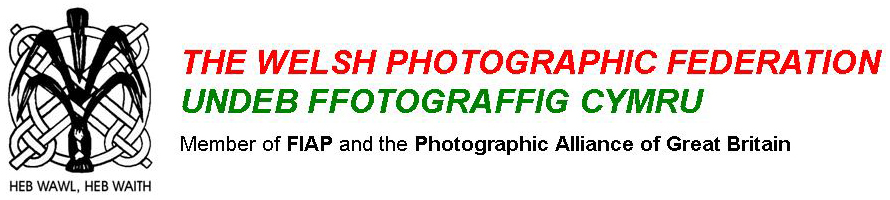 THE WELSH PHOTOGRAPHIC FEDERATION
UNDEB FFOTOGRAFFIG CYMRU
Member of FIAP and the Photographic Alliance of Great Britain
HEB WAWL, HEB WAITH